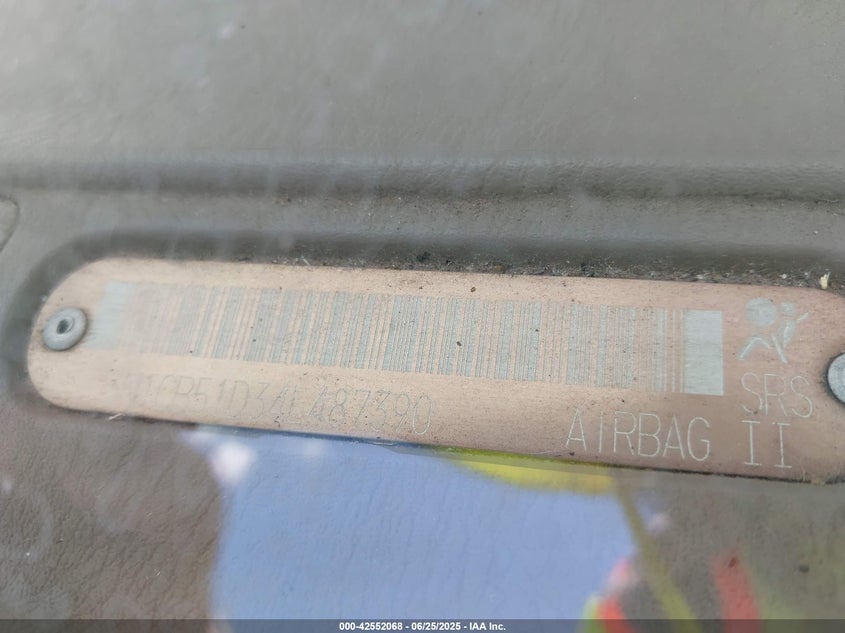 3N1CB51D34L487390
AIRBAG
SRS
II
000-42552068 - 06/25/2025 - IAA Inc.